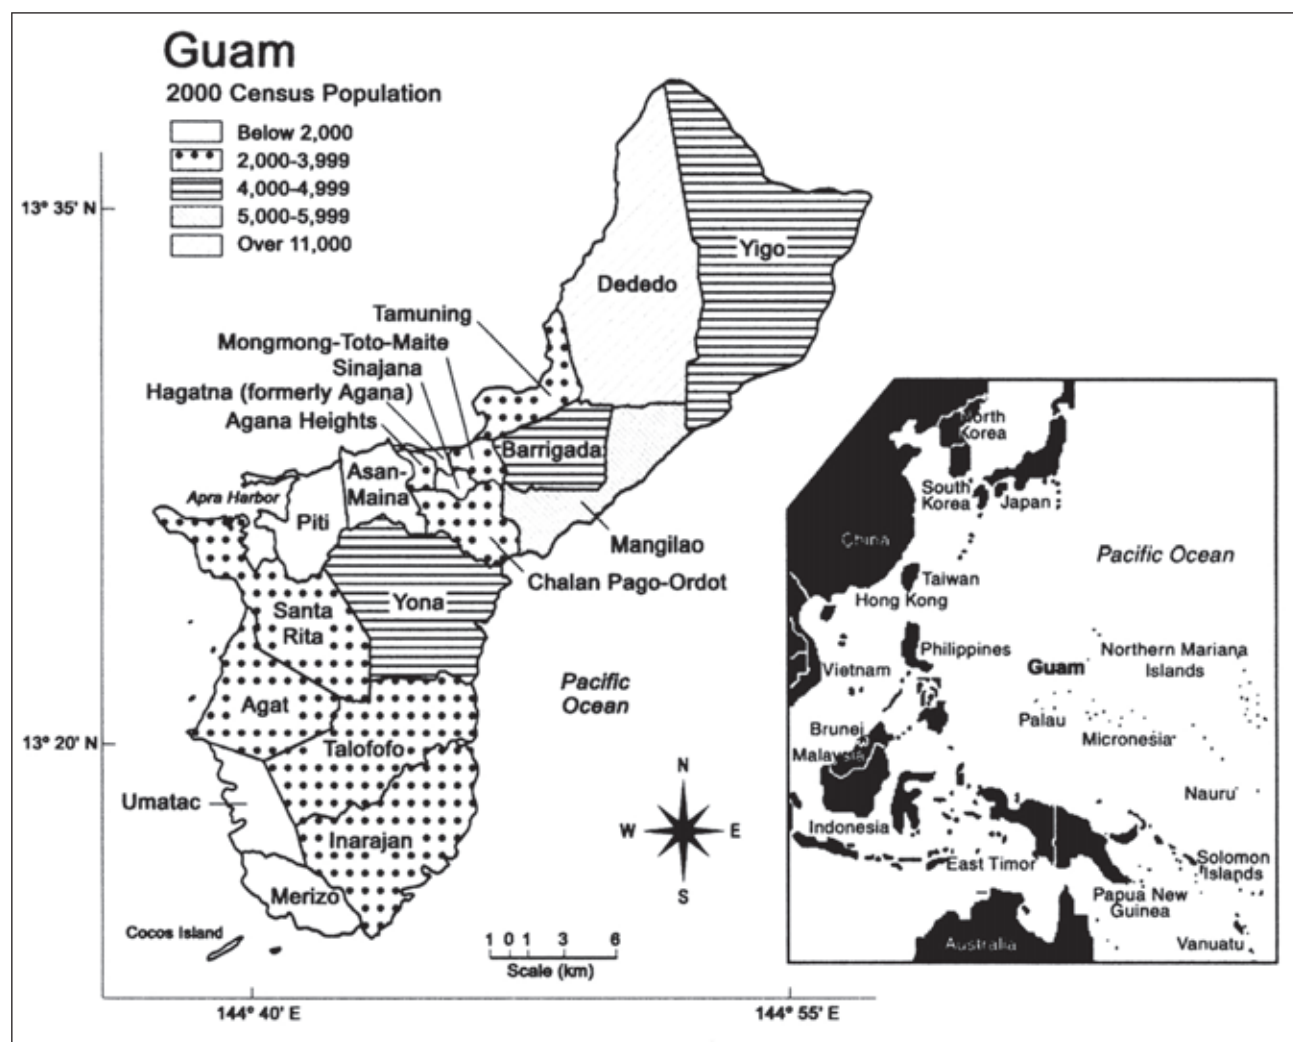 Guam
2000 Census Population
Below 2,000
2,000-3,999
4,000-4,999
5,000-5,999
Over 11,000
13° 35' N
Yigo
Dededo
Tamuning
Mongmong-Toto-Maite
Sinajana
Hagatna (formerly Agana)
Agana Heights
Barrigada
Asan-
Maina
Apra Harbor
Piti
Mangilao
Chalan Pago-Ordot
Yona
Santa
Rita
Agat
Pacific
Ocean
13° 20' N
Talofofo
Umatac
Inarajan
Merizo
Cocos Island
N
W
E
S
1 0 1 3 6
Scale (km)
144° 40' E
144° 55' E
North
Korea
South
Korea
Japan
China
Pacific Ocean
Taiwan
Hong Kong
Philippines
Northern Mariana
Islands
Guam
Vietnam
Palau
Brunei
Micronesia
Malaysia
Nauru
Indonesia
East Timor
Solomon
Islands
Papua New
Guinea
Australia
Vanuatu